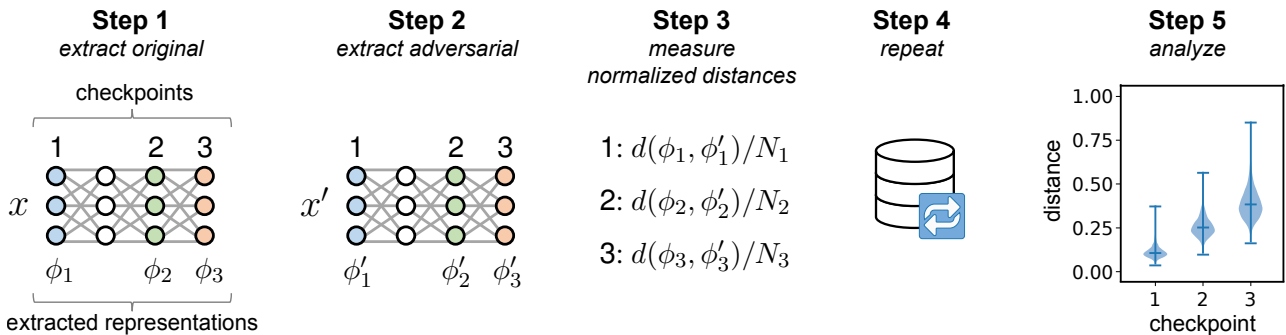 Step 1
extract original
checkpoints
1 2 3
x
ϕ₁ ϕ₂ ϕ₃
extracted representations
Step 2
extract adversarial
1 2 3
x′
ϕ′₁ ϕ′₂ ϕ′₃
Step 3
measure
normalized distances
1: d(ϕ₁, ϕ′₁)/N₁
2: d(ϕ₂, ϕ′₂)/N₂
3: d(ϕ₃, ϕ′₃)/N₃
Step 4
repeat
Step 5
analyze
distance
1.00
0.75
0.50
0.25
0.00
1 2 3
checkpoint